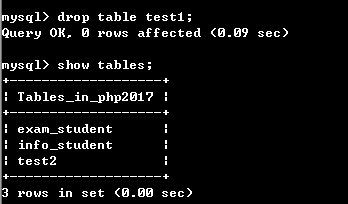 mysql> drop table test1;
Query OK, 0 rows affected (0.09 sec)
mysql> show tables;
+-------------------+
| Tables_in_php2017 |
+-------------------+
| exam_student      |
| info_student      |
| test2             |
+-------------------+
3 rows in set (0.00 sec)